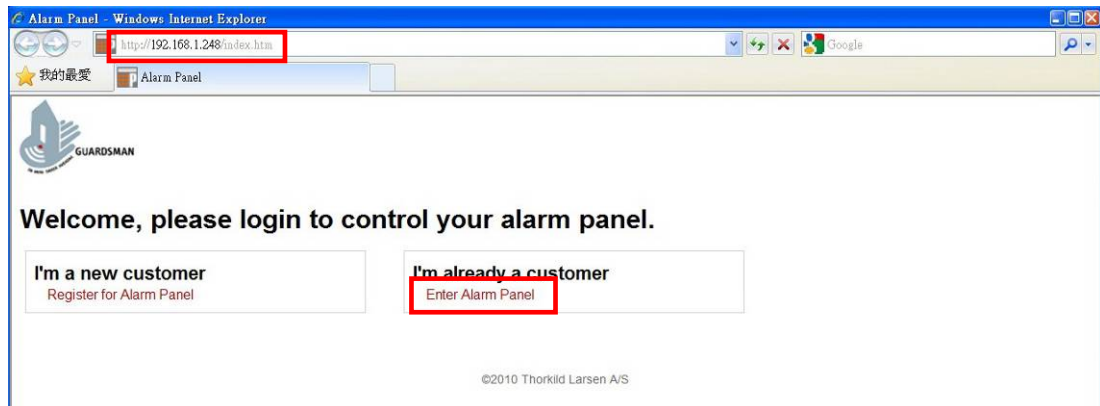 Alarm Panel - Windows Internet Explorer
http://192.168.1.248/index.htm
Google
我的最愛
Alarm Panel
GUARDSMAN
Welcome, please login to control your alarm panel.
I'm a new customer
I'm already a customer
Register for Alarm Panel
Enter Alarm Panel
©2010 Thorkild Larsen A/S